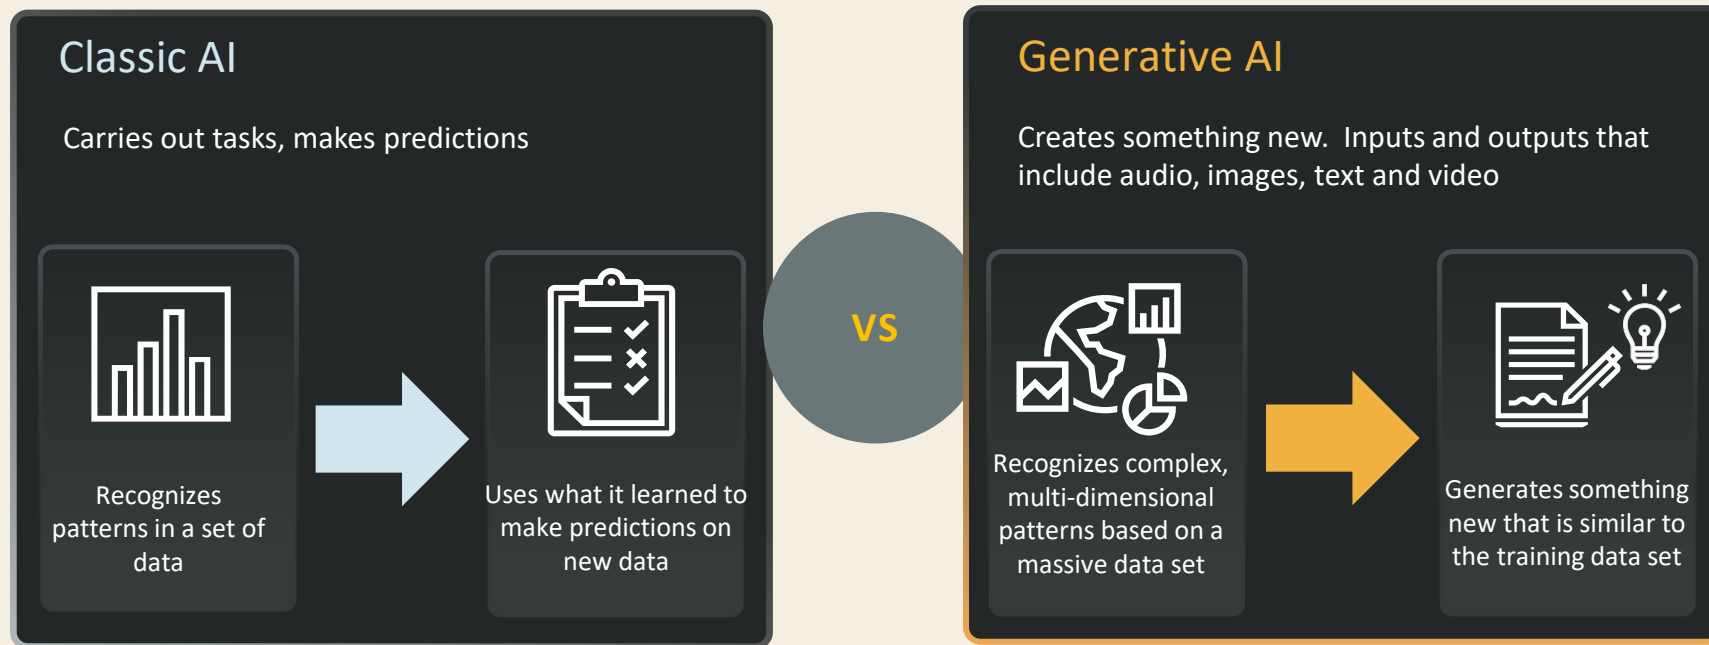 Classic AI
Carries out tasks, makes predictions
Recognizes
patterns in a set of
data
Uses what it learned to
make predictions on
new data
VS
Generative AI
Creates something new.  Inputs and outputs that
include audio, images, text and video
Recognizes complex,
multi-dimensional
patterns based on a
massive data set
Generates something
new that is similar to
the training data set